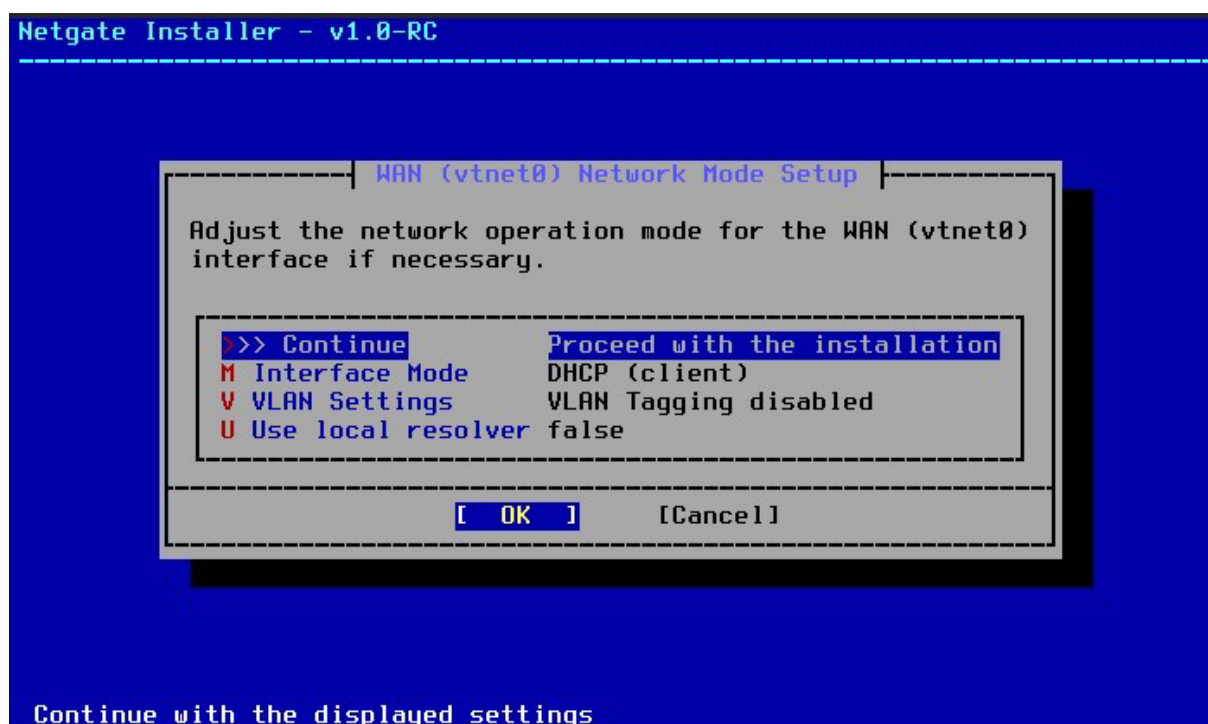 Netgate Installer - v1.0-RC
WAN (vtnet0) Network Mode Setup
Adjust the network operation mode for the WAN (vtnet0)
interface if necessary.
>>> Continue Proceed with the installation
M Interface Mode DHCP (client)
V VLAN Settings VLAN Tagging disabled
U Use local resolver false
[ OK ] [Cancel]
Continue with the displayed settings